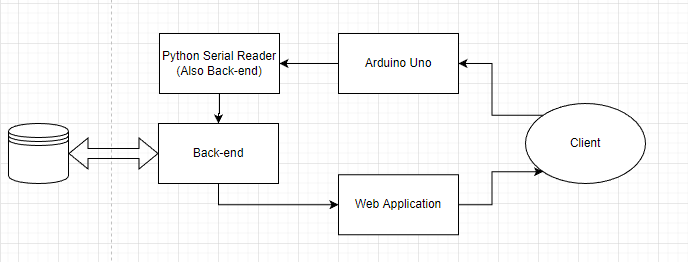 Python Serial Reader
(Also Back-end)
Arduino Uno
Client
Back-end
Web Application